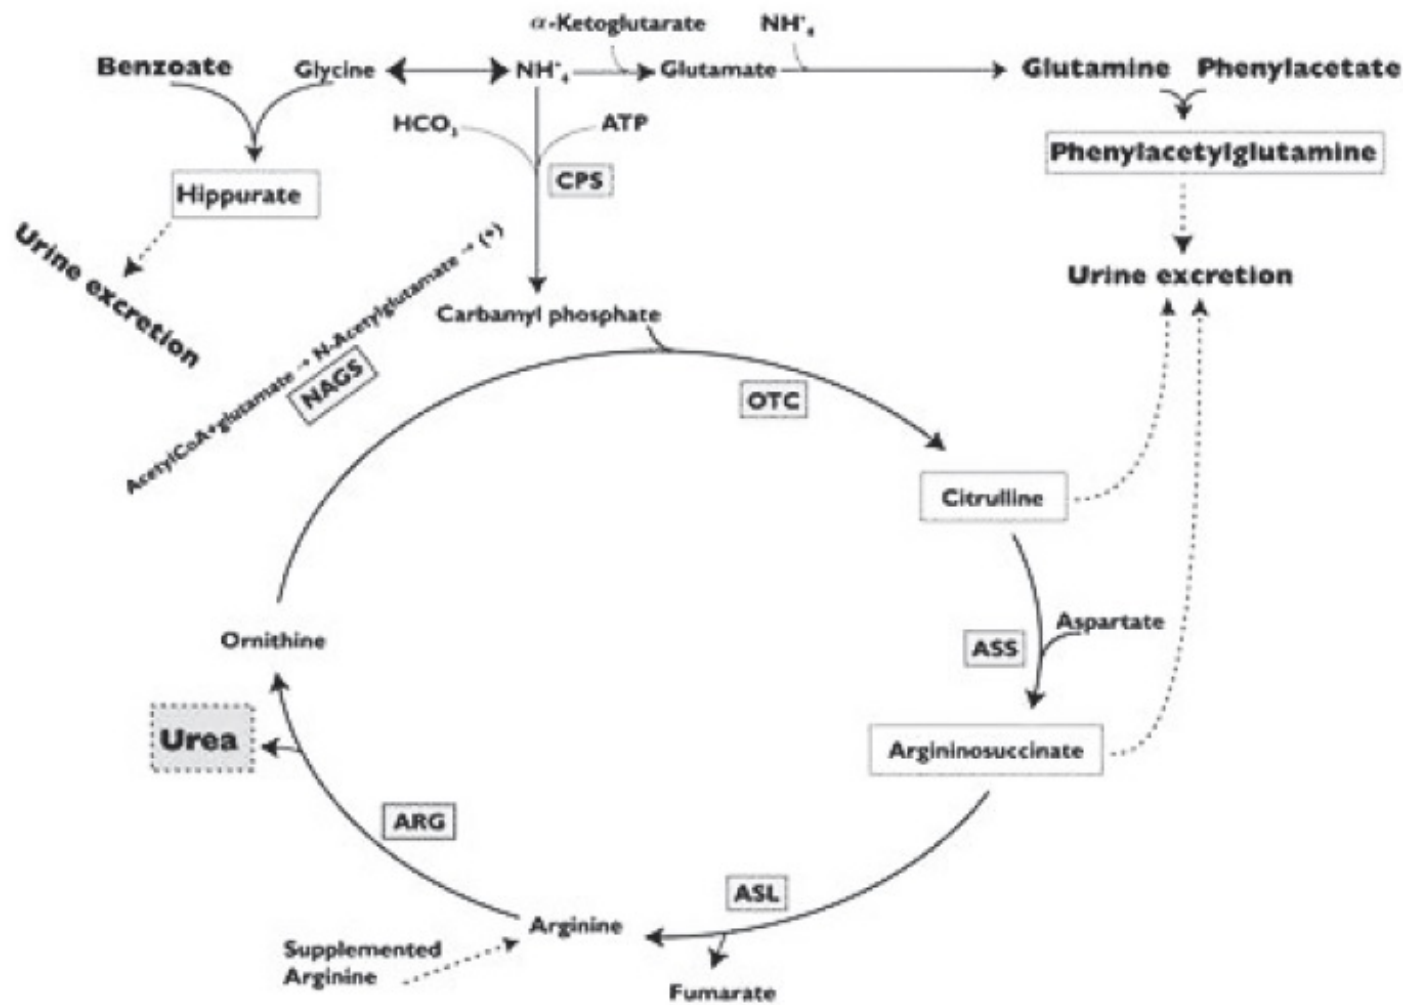 α-Ketoglutarate NH⁺₄
Benzoate Glycine NH⁺₄ Glutamate Glutamine Phenylacetate
HCO₃ ATP
Phenylacetylglutamine
CPS
Hippurate
Urine excretion
Urine excretion
AcetylCoA+glutamate → N-Acetylglutamate → (+)
NAGS
Carbamyl phosphate
OTC
Citrulline
Aspartate
Ornithine
ASS
Urea
Argininosuccinate
ARG
ASL
Arginine
Supplemented
Arginine
Fumarate